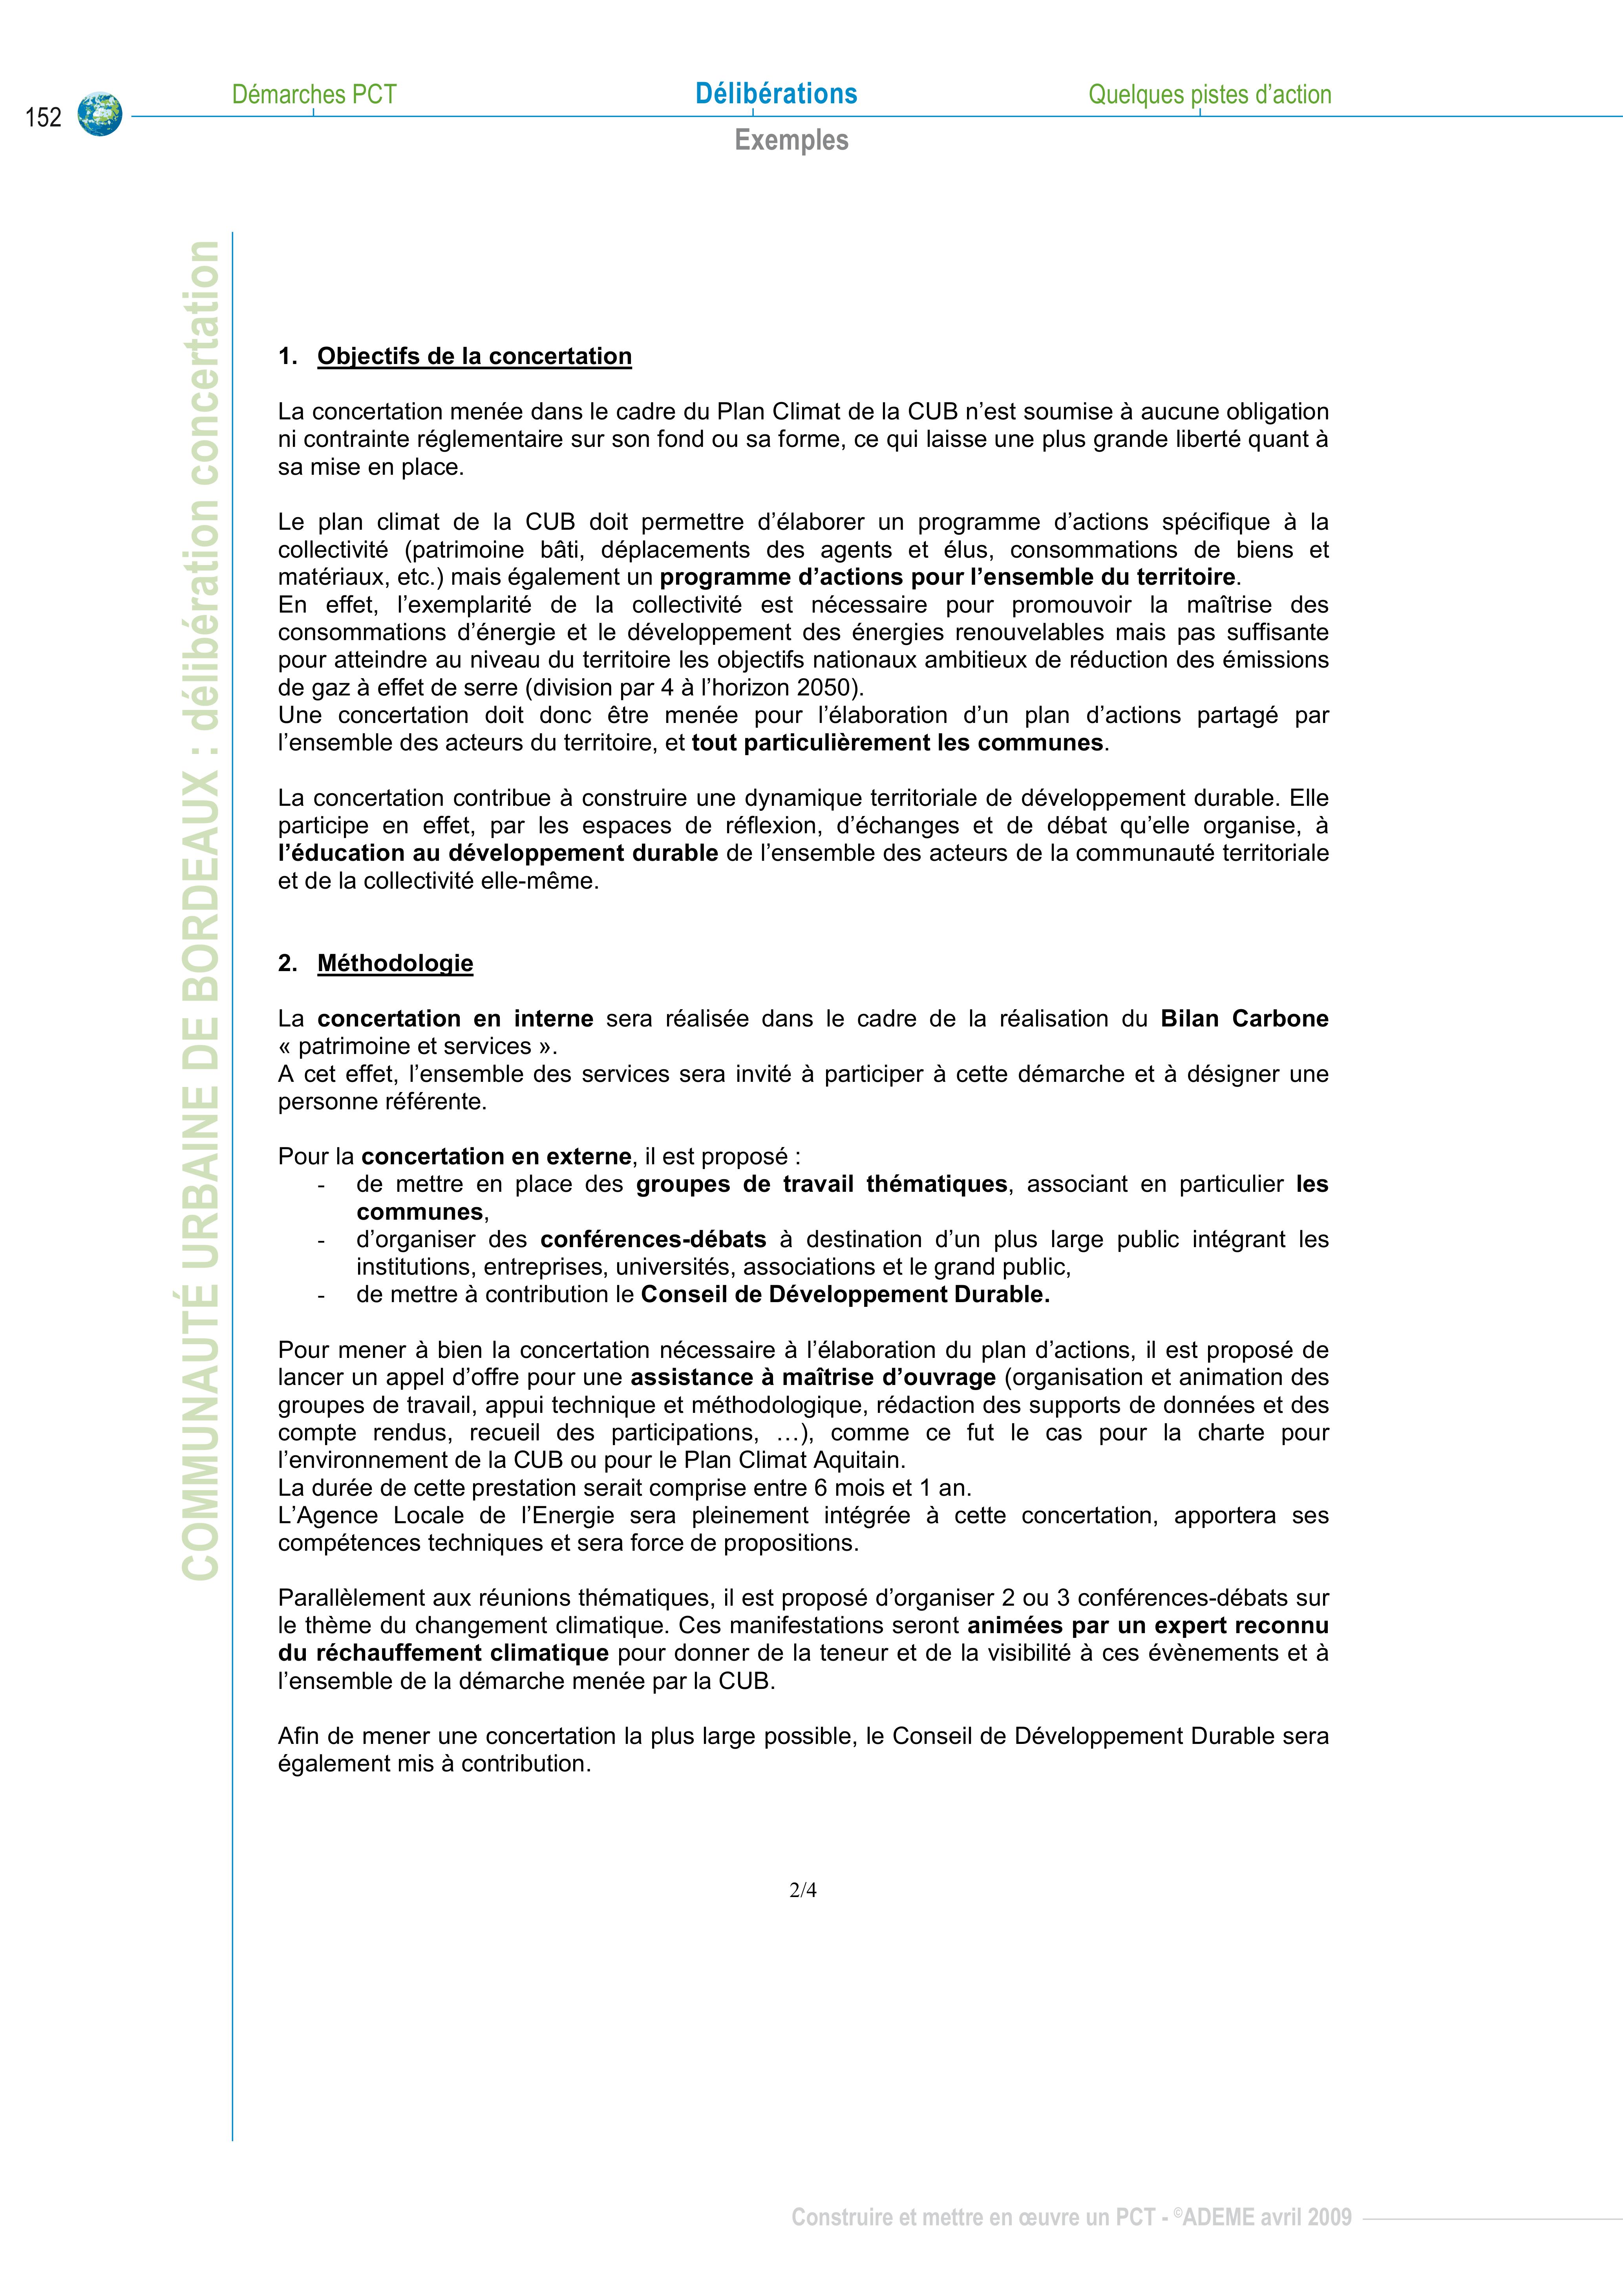 152
Démarches PCT
Délibérations
Quelques pistes d’action
Exemples
COMMUNAUTÉ URBAINE DE BORDEAUX : délibération concertation
1. Objectifs de la concertation
La concertation menée dans le cadre du Plan Climat de la CUB n’est soumise à aucune obligation
ni contrainte réglementaire sur son fond ou sa forme, ce qui laisse une plus grande liberté quant à
sa mise en place.
Le plan climat de la CUB doit permettre d’élaborer un programme d’actions spécifique à la
collectivité (patrimoine bâti, déplacements des agents et élus, consommations de biens et
matériaux, etc.) mais également un programme d’actions pour l’ensemble du territoire.
En effet, l’exemplarité de la collectivité est nécessaire pour promouvoir la maîtrise des
consommations d’énergie et le développement des énergies renouvelables mais pas suffisante
pour atteindre au niveau du territoire les objectifs nationaux ambitieux de réduction des émissions
de gaz à effet de serre (division par 4 à l’horizon 2050).
Une concertation doit donc être menée pour l’élaboration d’un plan d’actions partagé par
l’ensemble des acteurs du territoire, et tout particulièrement les communes.
La concertation contribue à construire une dynamique territoriale de développement durable. Elle
participe en effet, par les espaces de réflexion, d’échanges et de débat qu’elle organise, à
l’éducation au développement durable de l’ensemble des acteurs de la communauté territoriale
et de la collectivité elle-même.
2. Méthodologie
La concertation en interne sera réalisée dans le cadre de la réalisation du Bilan Carbone
« patrimoine et services ».
A cet effet, l’ensemble des services sera invité à participer à cette démarche et à désigner une
personne référente.
Pour la concertation en externe, il est proposé :
- de mettre en place des groupes de travail thématiques, associant en particulier les
communes,
- d’organiser des conférences-débats à destination d’un plus large public intégrant les
institutions, entreprises, universités, associations et le grand public,
- de mettre à contribution le Conseil de Développement Durable.
Pour mener à bien la concertation nécessaire à l’élaboration du plan d’actions, il est proposé de
lancer un appel d’offre pour une assistance à maîtrise d’ouvrage (organisation et animation des
groupes de travail, appui technique et méthodologique, rédaction des supports de données et des
compte rendus, recueil des participations, …), comme ce fut le cas pour la charte pour
l’environnement de la CUB ou pour le Plan Climat Aquitain.
La durée de cette prestation serait comprise entre 6 mois et 1 an.
L’Agence Locale de l’Energie sera pleinement intégrée à cette concertation, apportera ses
compétences techniques et sera force de propositions.
Parallèlement aux réunions thématiques, il est proposé d’organiser 2 ou 3 conférences-débats sur
le thème du changement climatique. Ces manifestations seront animées par un expert reconnu
du réchauffement climatique pour donner de la teneur et de la visibilité à ces évènements et à
l’ensemble de la démarche menée par la CUB.
Afin de mener une concertation la plus large possible, le Conseil de Développement Durable sera
également mis à contribution.
2/4
Construire et mettre en œuvre un PCT - ©ADEME avril 2009